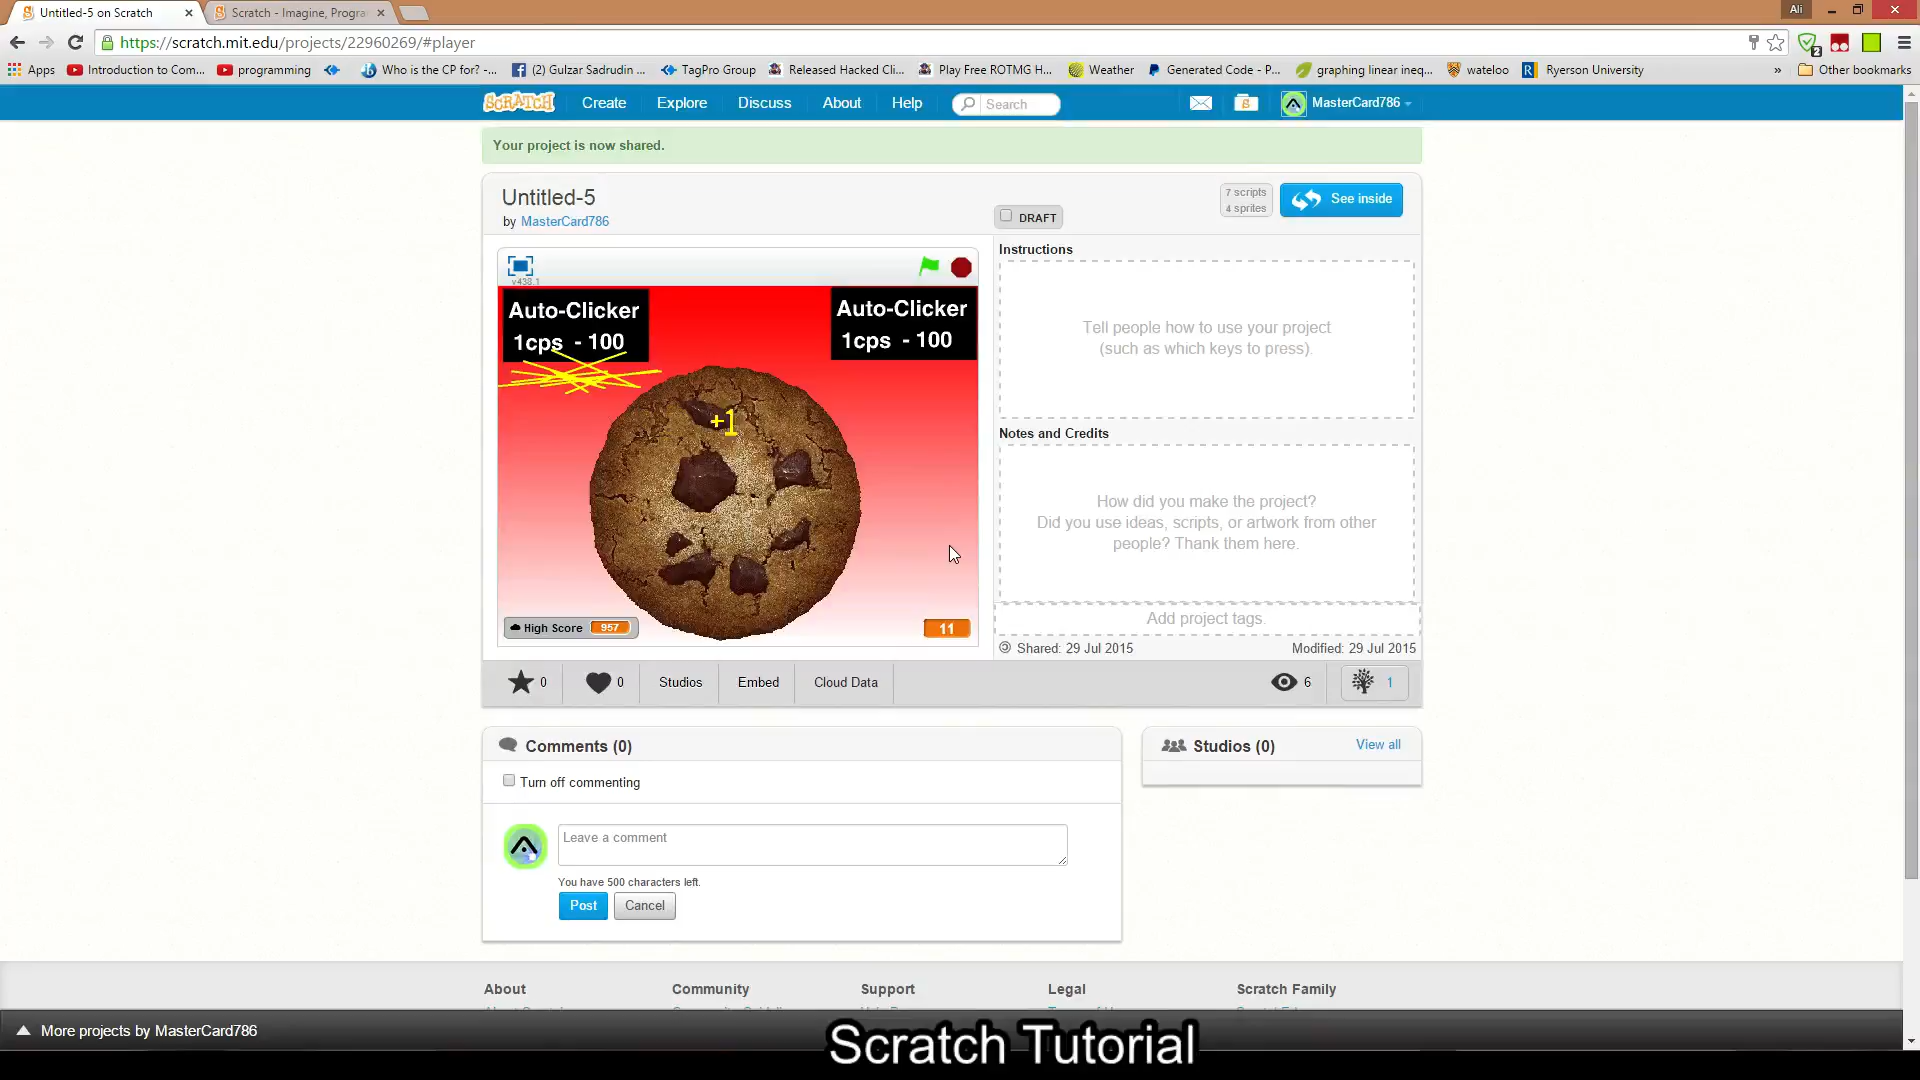 Untitled-5 on Scratch
Scratch - Imagine, Progra
Ali
https://scratch.mit.edu/projects/22960269/#player
2
Apps
Introduction to Com...
programming
Who is the CP for? -...
(2) Gulzar Sadrudin ...
TagPro Group
Released Hacked Cli...
Play Free ROTMG H...
Weather
Generated Code - P...
graphing linear ineq...
wateloo
Ryerson University
»
Other bookmarks
SCRATCH
Create
Explore
Discuss
About
Help
Search
MasterCard786
Your project is now shared.
Untitled-5
by MasterCard786
DRAFT
7 scripts
4 sprites
See inside
v438.1
Auto-Clicker
1cps - 100
Auto-Clicker
1cps - 100
+1
High Score 957
11
Instructions
Tell people how to use your project
(such as which keys to press).
Notes and Credits
How did you make the project?
Did you use ideas, scripts, or artwork from other
people? Thank them here.
Add project tags.
Shared: 29 Jul 2015
Modified: 29 Jul 2015
0
0
Studios
Embed
Cloud Data
6
1
Comments (0)
Turn off commenting
Leave a comment
You have 500 characters left.
Post
Cancel
Studios (0)
View all
About
Community
Support
Legal
Scratch Family
More projects by MasterCard786
Scratch Tutorial